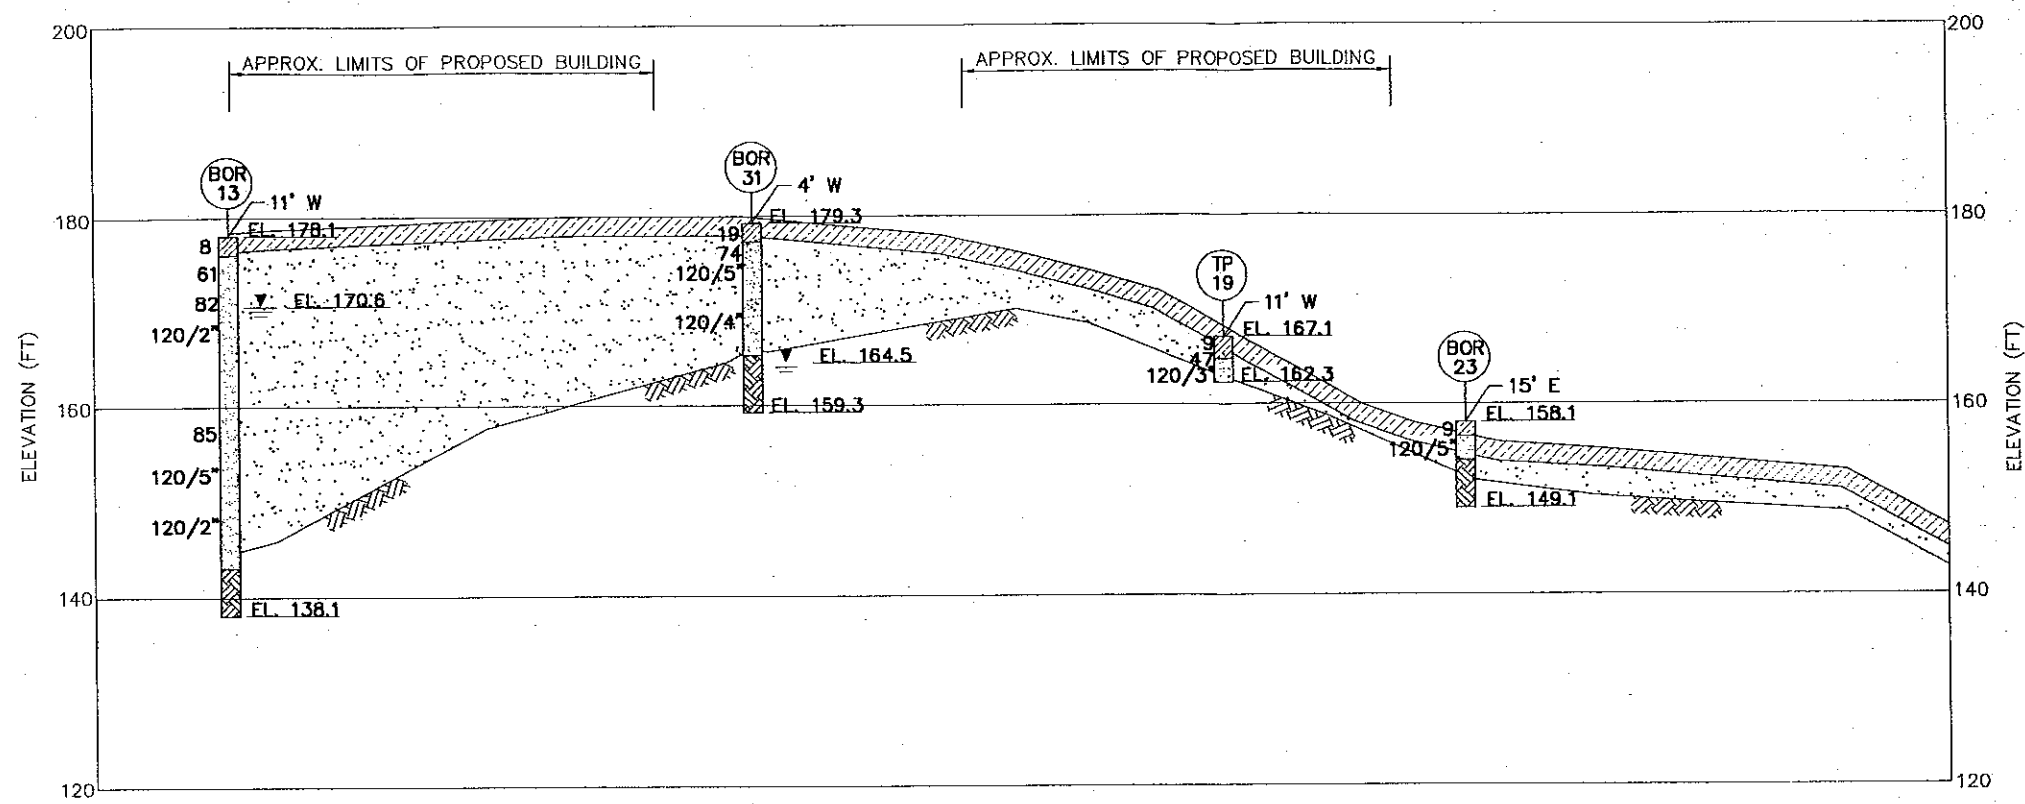 200
200
APPROX. LIMITS OF PROPOSED BUILDING
APPROX. LIMITS OF PROPOSED BUILDING
BOR
13
11' W
EL. 178.1
BOR
31
4' W
EL. 179.3
180
180
8
61
82
120/2"
85
120/5"
120/2"
EL. 170.6
EL. 138.1
19
74
120/5"
120/4"
EL. 164.5
EL. 159.3
TP
19
11' W
EL. 167.1
9
47
120/3"
EL. 162.3
BOR
23
15' E
EL. 158.1
9
120/5"
EL. 149.1
160
160
140
140
120
120
ELEVATION (FT)
ELEVATION (FT)